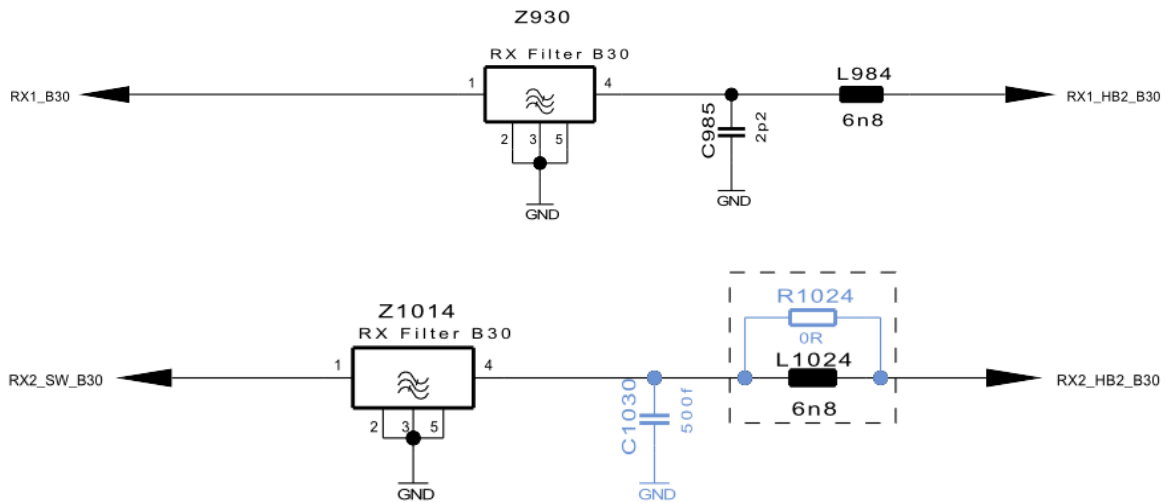 Z930
RX Filter B30
1
4
RX1_B30
L984
RX1_HB2_B30
6n8
C985
2p2
2
3
5
GND
GND
R1024
0R
Z1014
RX Filter B30
1
4
RX2_SW_B30
L1024
RX2_HB2_B30
6n8
C1030
500f
2
3
5
GND
GND